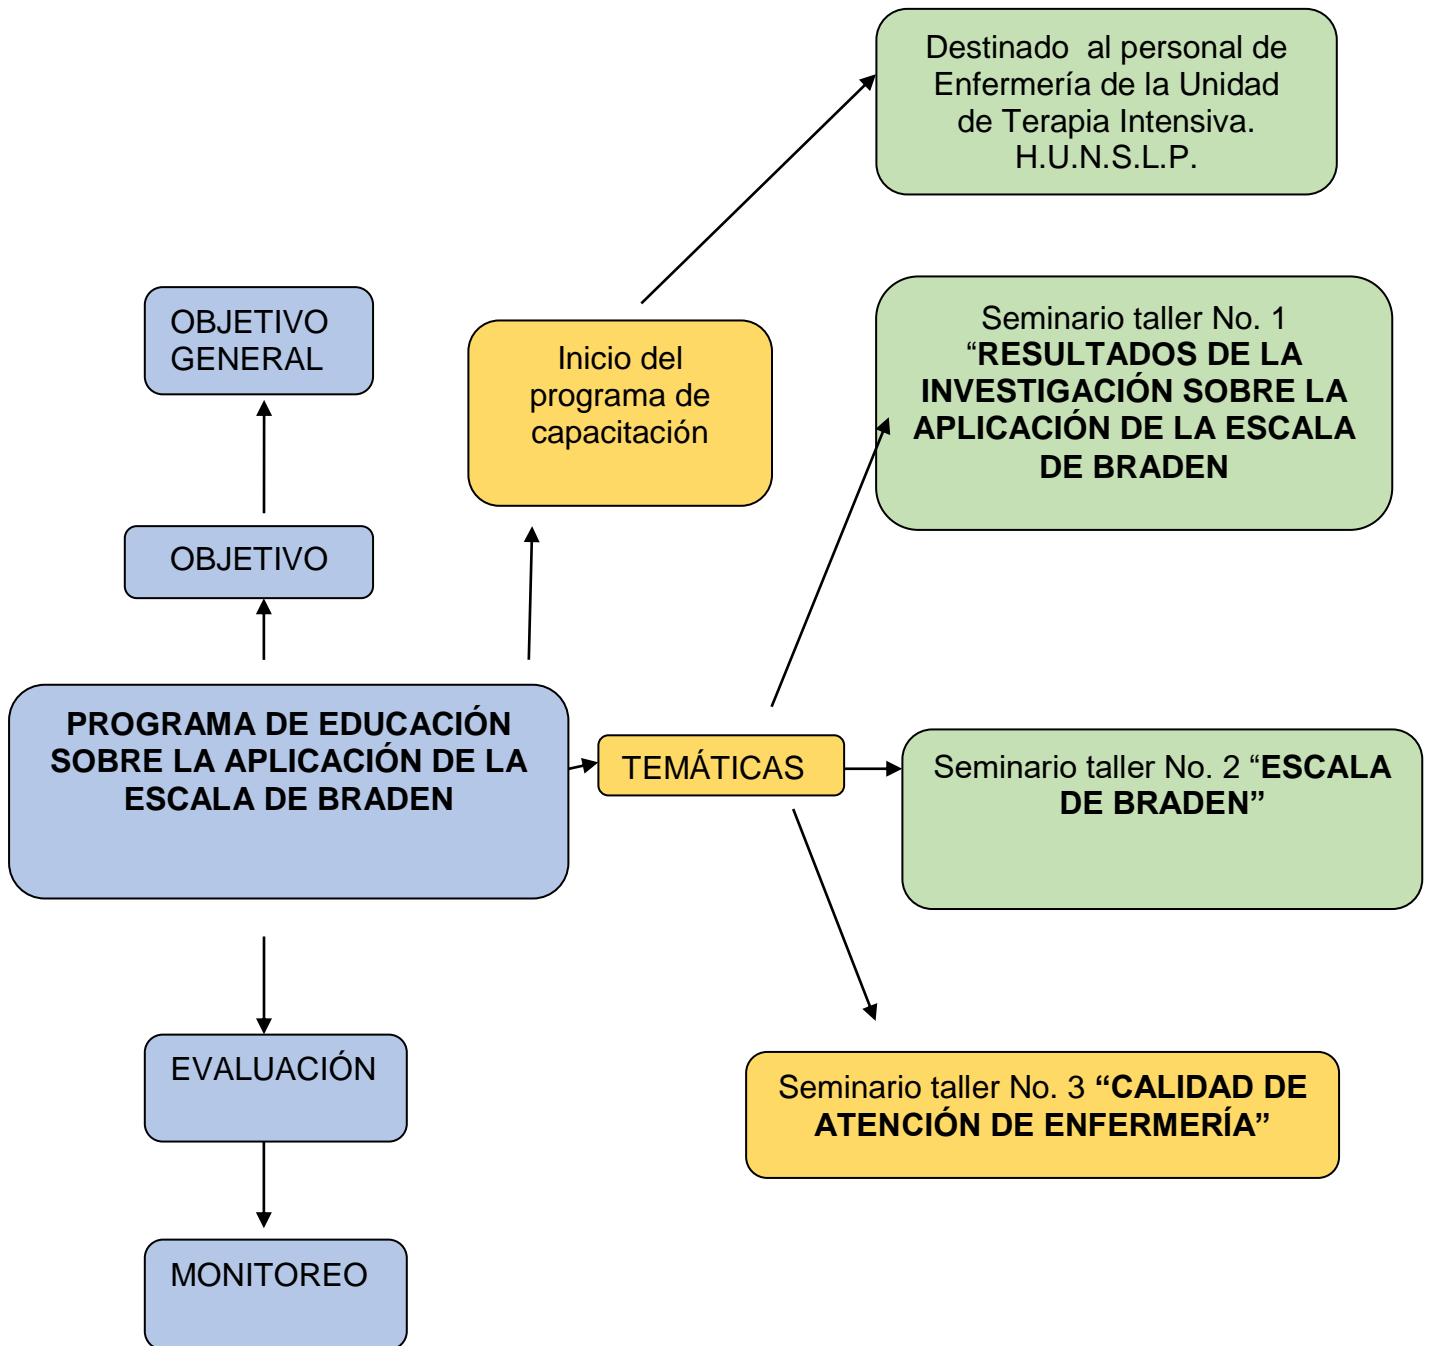 Destinado al personal de
Enfermería de la Unidad
de Terapia Intensiva.
H.U.N.S.L.P.
OBJETIVO
GENERAL
Inicio del
programa de
capacitación
Seminario taller No. 1
“RESULTADOS DE LA
INVESTIGACIÓN SOBRE LA
APLICACIÓN DE LA ESCALA
DE BRADEN
OBJETIVO
PROGRAMA DE EDUCACIÓN
SOBRE LA APLICACIÓN DE LA
ESCALA DE BRADEN
TEMÁTICAS
Seminario taller No. 2 “ESCALA
DE BRADEN”
EVALUACIÓN
Seminario taller No. 3 “CALIDAD DE
ATENCIÓN DE ENFERMERÍA”
MONITOREO